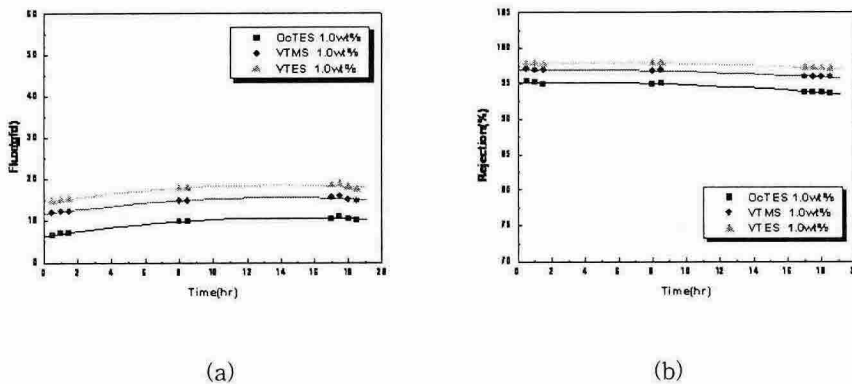 60
50
40
30
20
10
0
0 2 4 6 8 10 12 14 16 18 20
Flux(gfd)
Time(hr)
OcTES 1.0wt%
VTMS 1.0wt%
VTES 1.0wt%
(a)
105
100
95
90
85
80
75
70
0 2 4 6 8 10 12 14 16 18
Rejection(%)
Time(hr)
OcTES 1.0wt%
VTMS 1.0wt%
VTES 1.0wt%
(b)